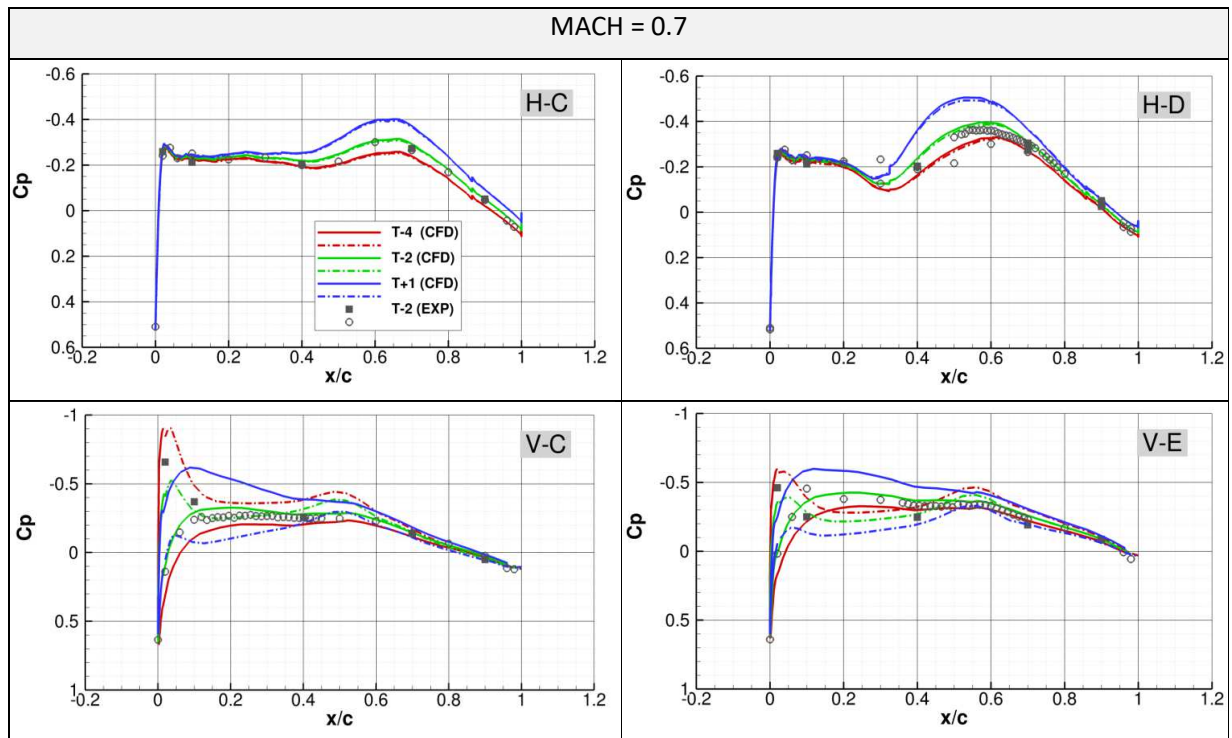 MACH = 0.7
-0.6
-0.4
-0.2
0
0.2
0.4
0.6
Cp
H-C
T-4 (CFD)
T-2 (CFD)
T+1 (CFD)
T-2 (EXP)
0 0.2 0.4 0.6 0.8 1 1.2
x/c
-0.6
-0.4
-0.2
0
0.2
0.4
0.6
Cp
H-D
-0.2 0 0.2 0.4 0.6 0.8 1 1.2
x/c
-1
-0.5
0
0.5
1
Cp
V-C
-0.2 0 0.2 0.4 0.6 0.8 1 1.2
x/c
-1
-0.5
0
0.5
1
Cp
V-E
-0.2 0 0.2 0.4 0.6 0.8 1 1.2
x/c